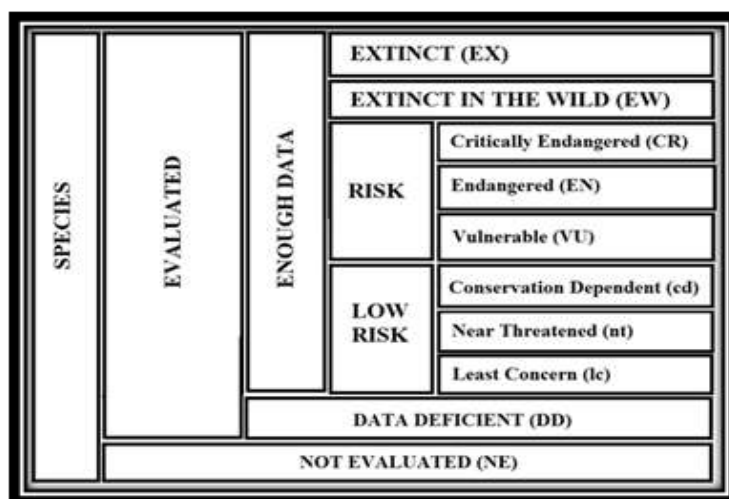 SPECIES
EVALUATED
ENOUGH DATA
EXTINCT (EX)
EXTINCT IN THE WILD (EW)
RISK
Critically Endangered (CR)
Endangered (EN)
Vulnerable (VU)
LOW
RISK
Conservation Dependent (cd)
Near Threatened (nt)
Least Concern (lc)
DATA DEFICIENT (DD)
NOT EVALUATED (NE)